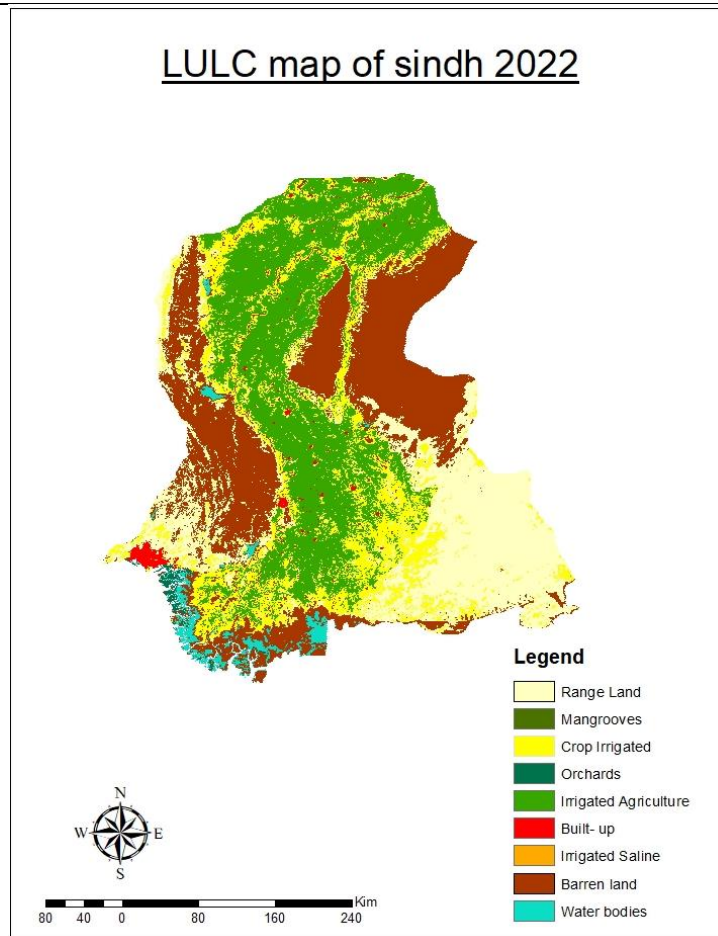 LULC map of sindh 2022
Legend
Range Land
Mangrooves
Crop Irrigated
Orchards
Irrigated Agriculture
Built- up
Irrigated Saline
Barren land
Water bodies
N
W E
S
Km
80 40 0 80 160 240